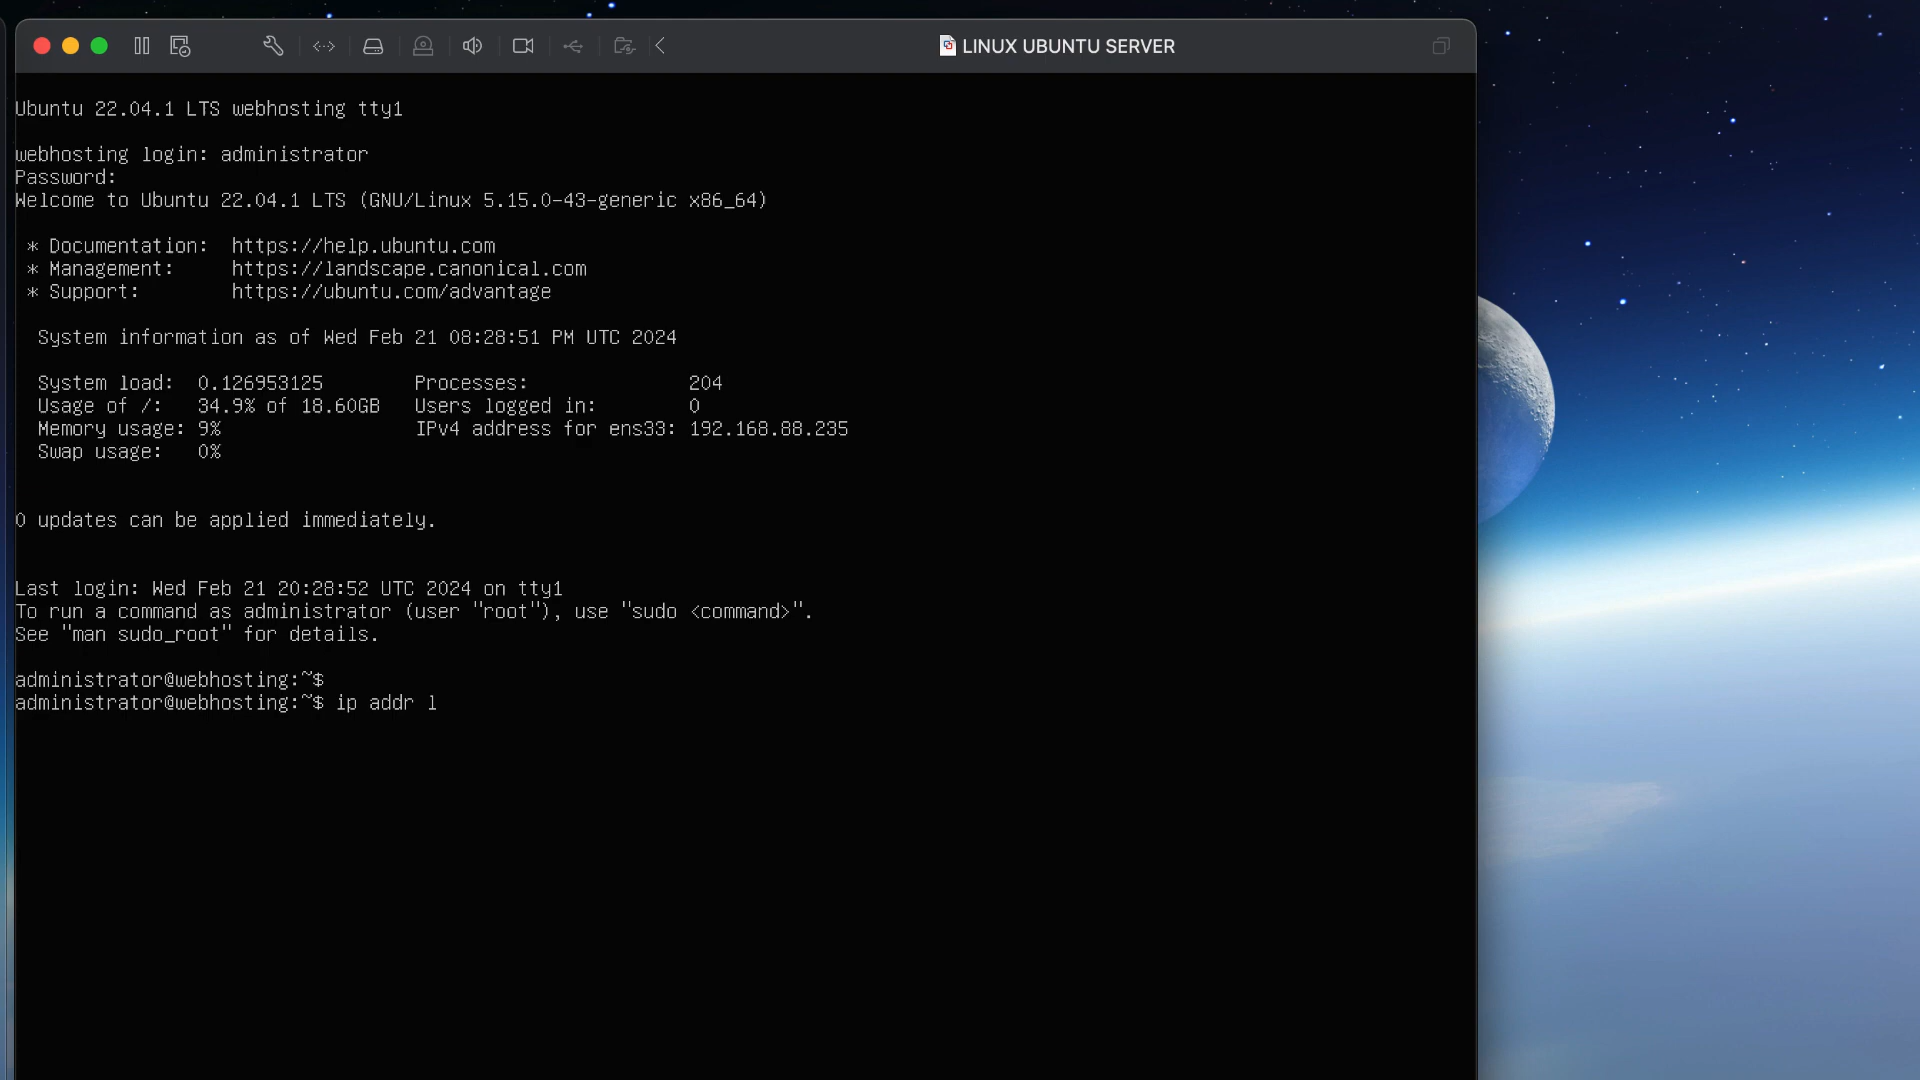 LINUX UBUNTU SERVER
Ubuntu 22.04.1 LTS webhosting tty1
webhosting login: administrator
Password:
Welcome to Ubuntu 22.04.1 LTS (GNU/Linux 5.15.0-43-generic x86_64)
* Documentation:  https://help.ubuntu.com
* Management:     https://landscape.canonical.com
* Support:        https://ubuntu.com/advantage
System information as of Wed Feb 21 08:28:51 PM UTC 2024
System load:  0.126953125        Processes:              204
Usage of /:   34.9% of 18.60GB   Users logged in:        0
Memory usage: 9%                 IPv4 address for ens33: 192.168.88.235
Swap usage:   0%
0 updates can be applied immediately.
Last login: Wed Feb 21 20:28:52 UTC 2024 on tty1
To run a command as administrator (user "root"), use "sudo <command>".
See "man sudo_root" for details.
administrator@webhosting:~$
administrator@webhosting:~$ ip addr l